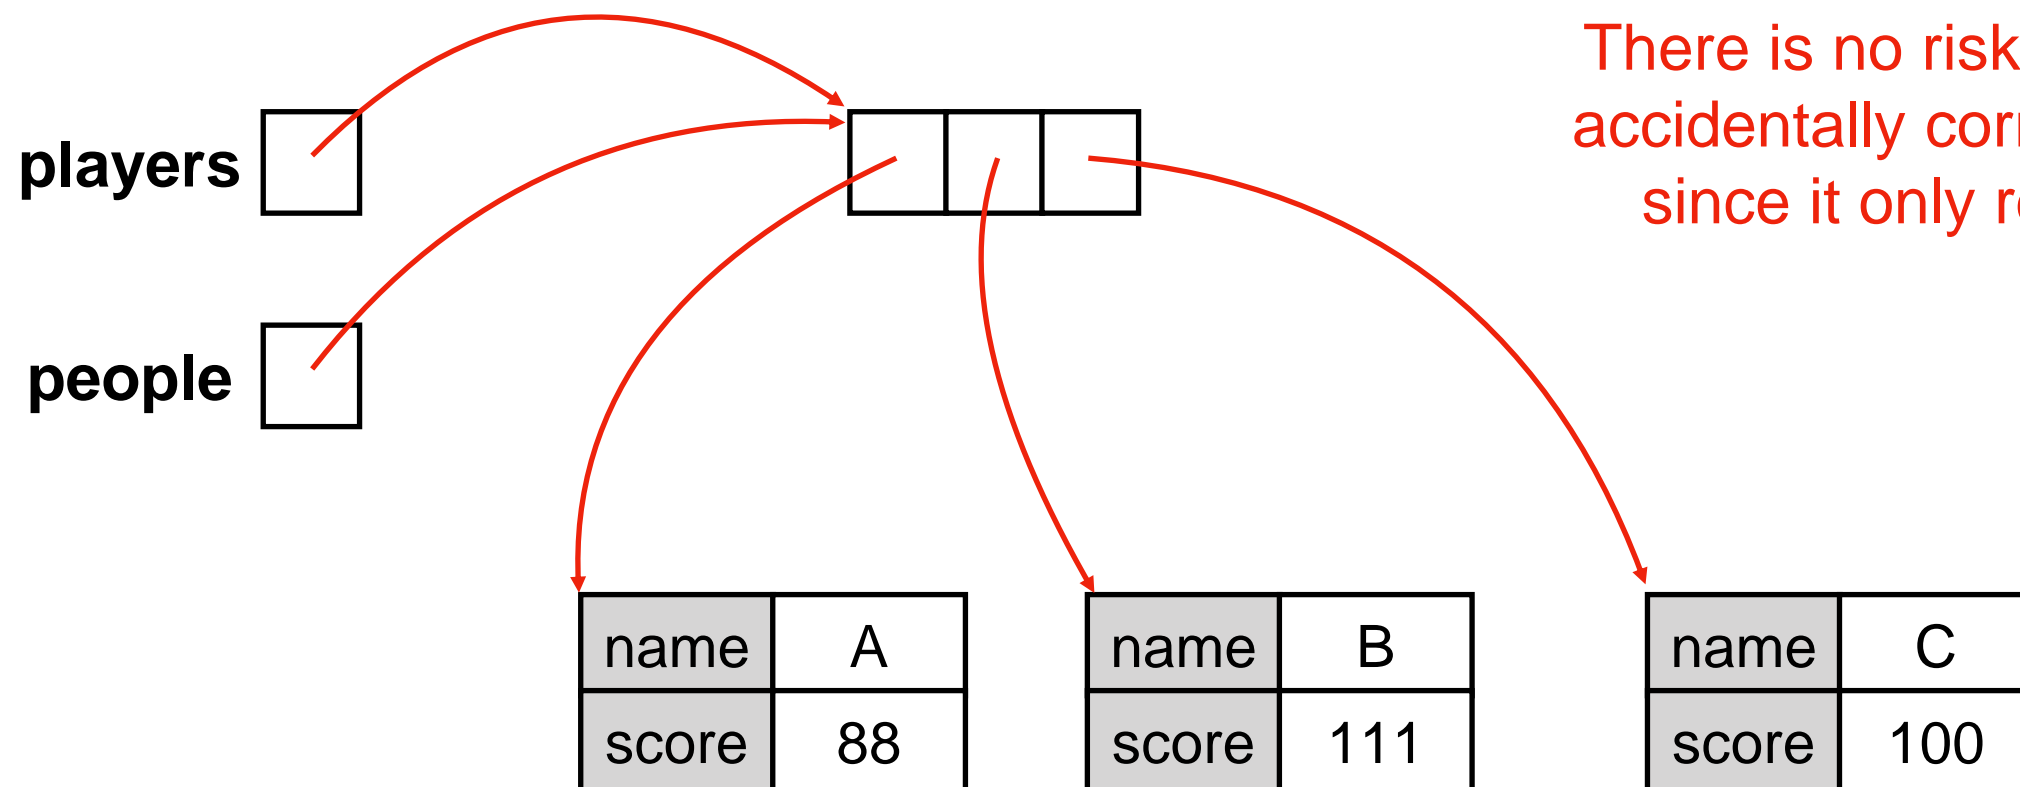 There is no risk
accidentally
since it only
players
people
name A name B name C
score 88 score 111 score 100